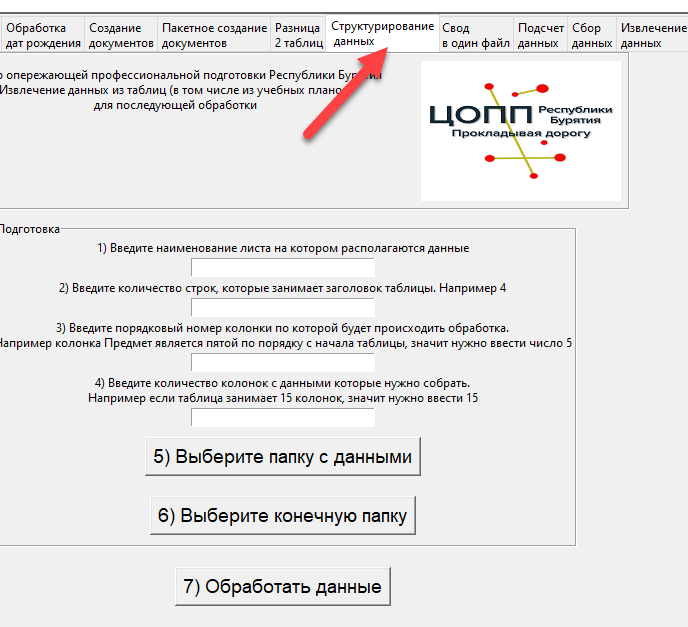 Обработка
дат рождения
Создание
документов
Пакетное создание
документов
Разница
2 таблиц
Структурирование
данных
Свод
в один файл
Подсчет
данных
Сбор
данных
Извлечение
данных
опережающей профессиональной подготовки Республики
Извлечение данных из таблиц (в том числе из учебных
для последующей обработки
ЦОПП Республики
Бурятия
Прокладывая дорогу
Подготовка
1) Введите наименование листа на котором располагаются данные
2) Введите количество строк, которые занимает заголовок таблицы. Например 4
3) Введите порядковый номер колонки по которой будет происходить обработка.
Например колонка Предмет является пятой по порядку с начала таблицы, значит нужно ввести число 5
4) Введите количество колонок с данными которые нужно собрать.
Например если таблица занимает 15 колонок, значит нужно ввести 15
5) Выберите папку с данными
6) Выберите конечную папку
7) Обработать данные